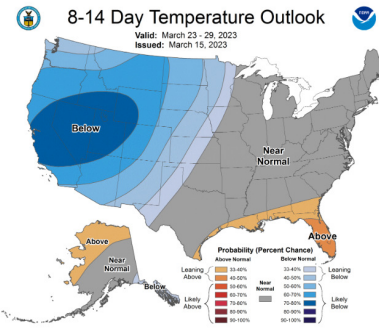 8-14 Day Temperature Outlook
Valid: March 23 - 29, 2023
Issued: March 15, 2023
Below
Near
Normal
Above
Above
Near
Normal
Below
Probability (Percent Chance)
Above Normal
Below Normal
Leaning
Above
33-40%
40-50%
50-60%
60-70%
70-80%
80-90%
90-100%
Likely
Above
Near
Normal
33-40%
40-50%
50-60%
60-70%
70-80%
80-90%
90-100%
Leaning
Below
Likely
Below